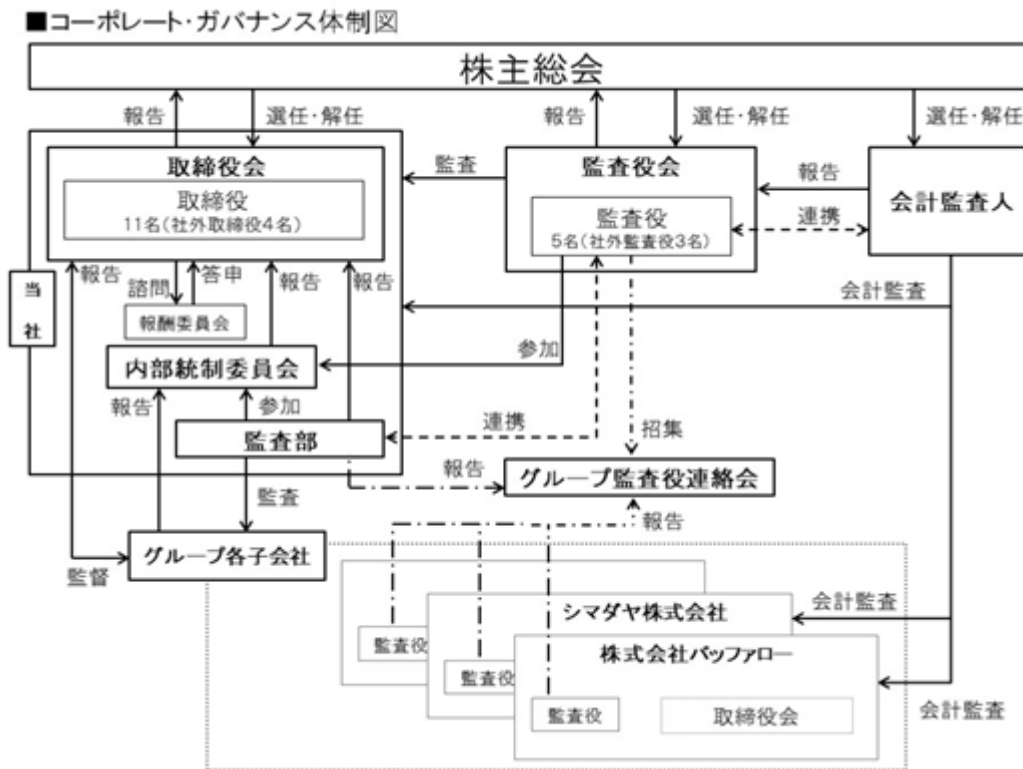 ■コーポレート・ガバナンス体制図
株主総会
報告
選任・解任
報告
選任・解任
選任・解任
取締役会
取締役
11名(社外取締役4名)
監査
監査役会
監査役
5名(社外監査役3名)
報告
連携
会計監査人
当社
報告
諮問
答申
報告
報告
報酬委員会
会計監査
内部統制委員会
参加
報告
参加
監査部
連携
招集
報告
グループ監査役連絡会
監査
報告
グループ各子会社
監督
シマダヤ株式会社
会計監査
株式会社バッファロー
監査役
監査役
監査役
取締役会
会計監査